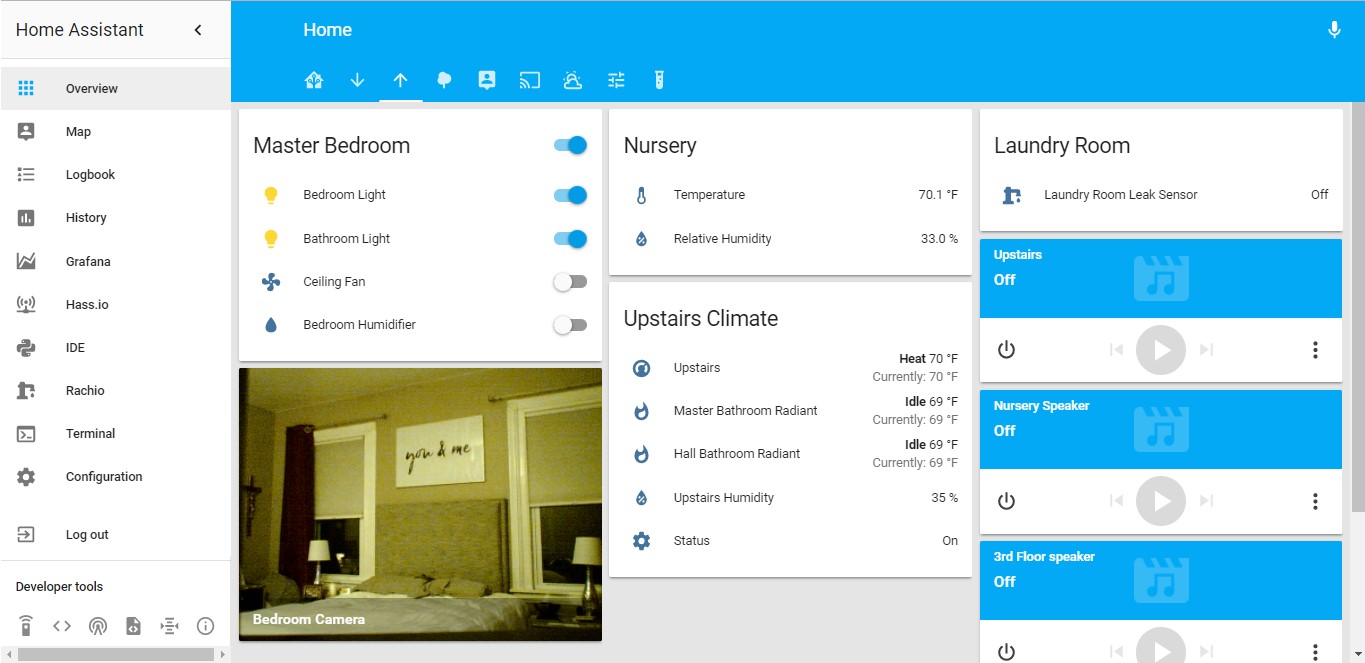 Home Assistant
Overview
Map
Logbook
History
Grafana
Hass.io
IDE
Rachio
Terminal
Configuration
Log out
Developer tools
Home
Master Bedroom
Bedroom Light
Bathroom Light
Ceiling Fan
Bedroom Humidifier
you & me
Bedroom Camera
Nursery
Temperature 70.1 °F
Relative Humidity 33.0 %
Upstairs Climate
Upstairs Heat 70 °F
Currently: 70 °F
Master Bathroom Radiant Idle 69 °F
Currently: 69 °F
Hall Bathroom Radiant Idle 69 °F
Currently: 69 °F
Upstairs Humidity 35 %
Status On
Laundry Room
Laundry Room Leak Sensor Off
Upstairs
Off
Nursery Speaker
Off
3rd Floor speaker
Off